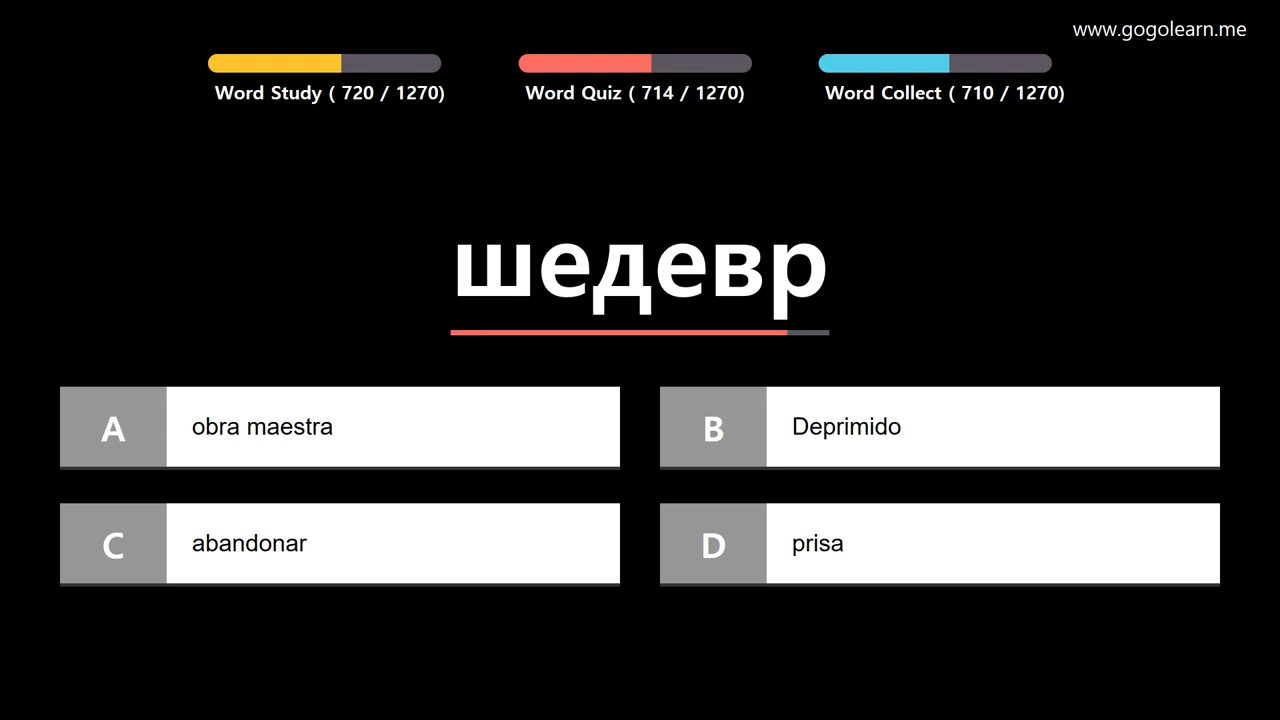 www.gogolearn.me
Word Study ( 720 / 1270)
Word Quiz ( 714 / 1270)
Word Collect ( 710 / 1270)
шедевр
A obra maestra
B Deprimido
C abandonar
D prisa